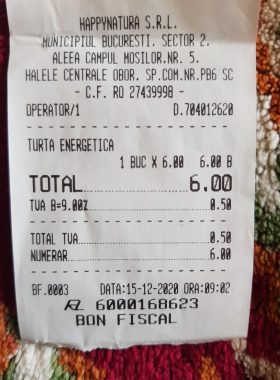 HAPPYNATURA S.R.L.
MUNICIPIUL BUCURESTI. SECTOR 2.
ALEEA CAMPUL MOSILOR.NR. 5.
HALELE CENTRALE OBOR. SP.COM.NR.PB6 SC
- C.F. RO 27439998 -
OPERATOR/1 D.704012620
TURTA ENERGETICA
1 BUC X 6.00 6.00 B
TOTAL 6,00
TVA B=9.00% 0.50
TOTAL TVA 0.50
NUMERAR 6.00
BF.0003 DATA:15-12-2020 ORA:09:02
6000168623
BON FISCAL